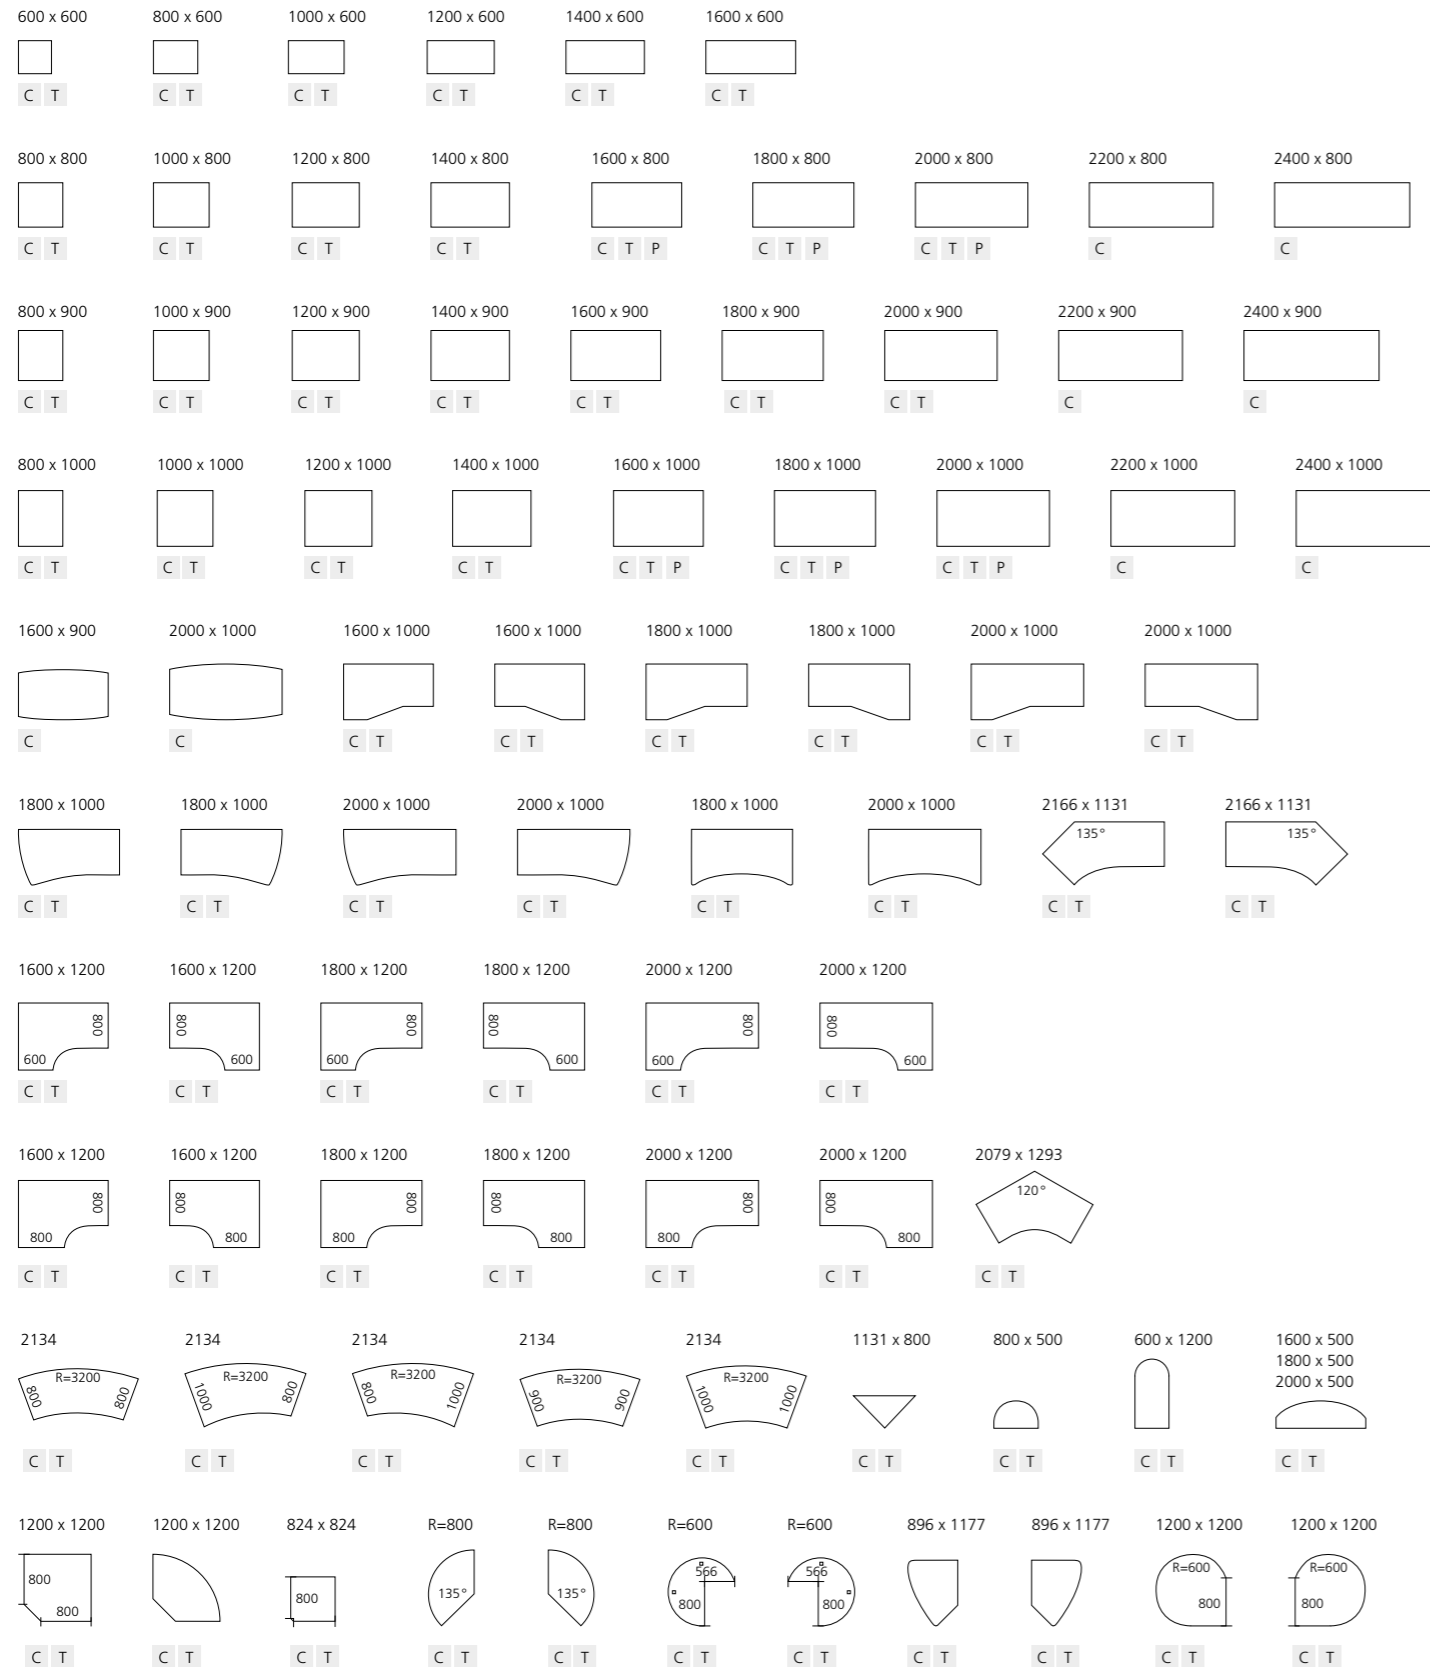 600 x 600 800 x 600 1000 x 600 1200 x 600 1400 x 600 1600 x 600
C T C T C T C T C T C T
800 x 800 1000 x 800 1200 x 800 1400 x 800 1600 x 800 1800 x 800 2000 x 800 2200 x 800 2400 x 800
C T C T C T C T C T P C T P C T P C C
800 x 900 1000 x 900 1200 x 900 1400 x 900 1600 x 900 1800 x 900 2000 x 900 2200 x 900 2400 x 900
C T C T C T C T C T C T C T C C
800 x 1000 1000 x 1000 1200 x 1000 1400 x 1000 1600 x 1000 1800 x 1000 2000 x 1000 2200 x 1000 2400 x 1000
C T C T C T C T C T P C T P C T P C C
1600 x 900 2000 x 1000 1600 x 1000 1600 x 1000 1800 x 1000 1800 x 1000 2000 x 1000 2000 x 1000
C C C T C T C T C T C T C T
1800 x 1000 1800 x 1000 2000 x 1000 2000 x 1000 1800 x 1000 2000 x 1000 2166 x 1131 2166 x 1131
135° 135°
C T C T C T C T C T C T C T C T
1600 x 1200 1600 x 1200 1800 x 1200 1800 x 1200 2000 x 1200 2000 x 1200
800 800 800 800 800 800
600 600 600 600 600 600
C T C T C T C T C T C T
1600 x 1200 1600 x 1200 1800 x 1200 1800 x 1200 2000 x 1200 2000 x 1200 2079 x 1293
800 800 800 800 800 800 120°
800 800 800 800 800 800
C T C T C T C T C T C T C T
2134 2134 2134 2134 2134 1131 x 800 800 x 500 600 x 1200 1600 x 500
1800 x 500
2000 x 500
R=3200 R=3200 R=3200 R=3200 R=3200
800 800 1000 800 800 1000 900 900 1000 1000
C T C T C T C T C T C T C T C T C T
1200 x 1200 1200 x 1200 824 x 824 R=800 R=800 R=600 R=600 896 x 1177 896 x 1177 1200 x 1200 1200 x 1200
566 566 R=600 R=600
800 800 135° 135° 800 800 800 800
800
C T C T C T C T C T C T C T C T C T C T C T